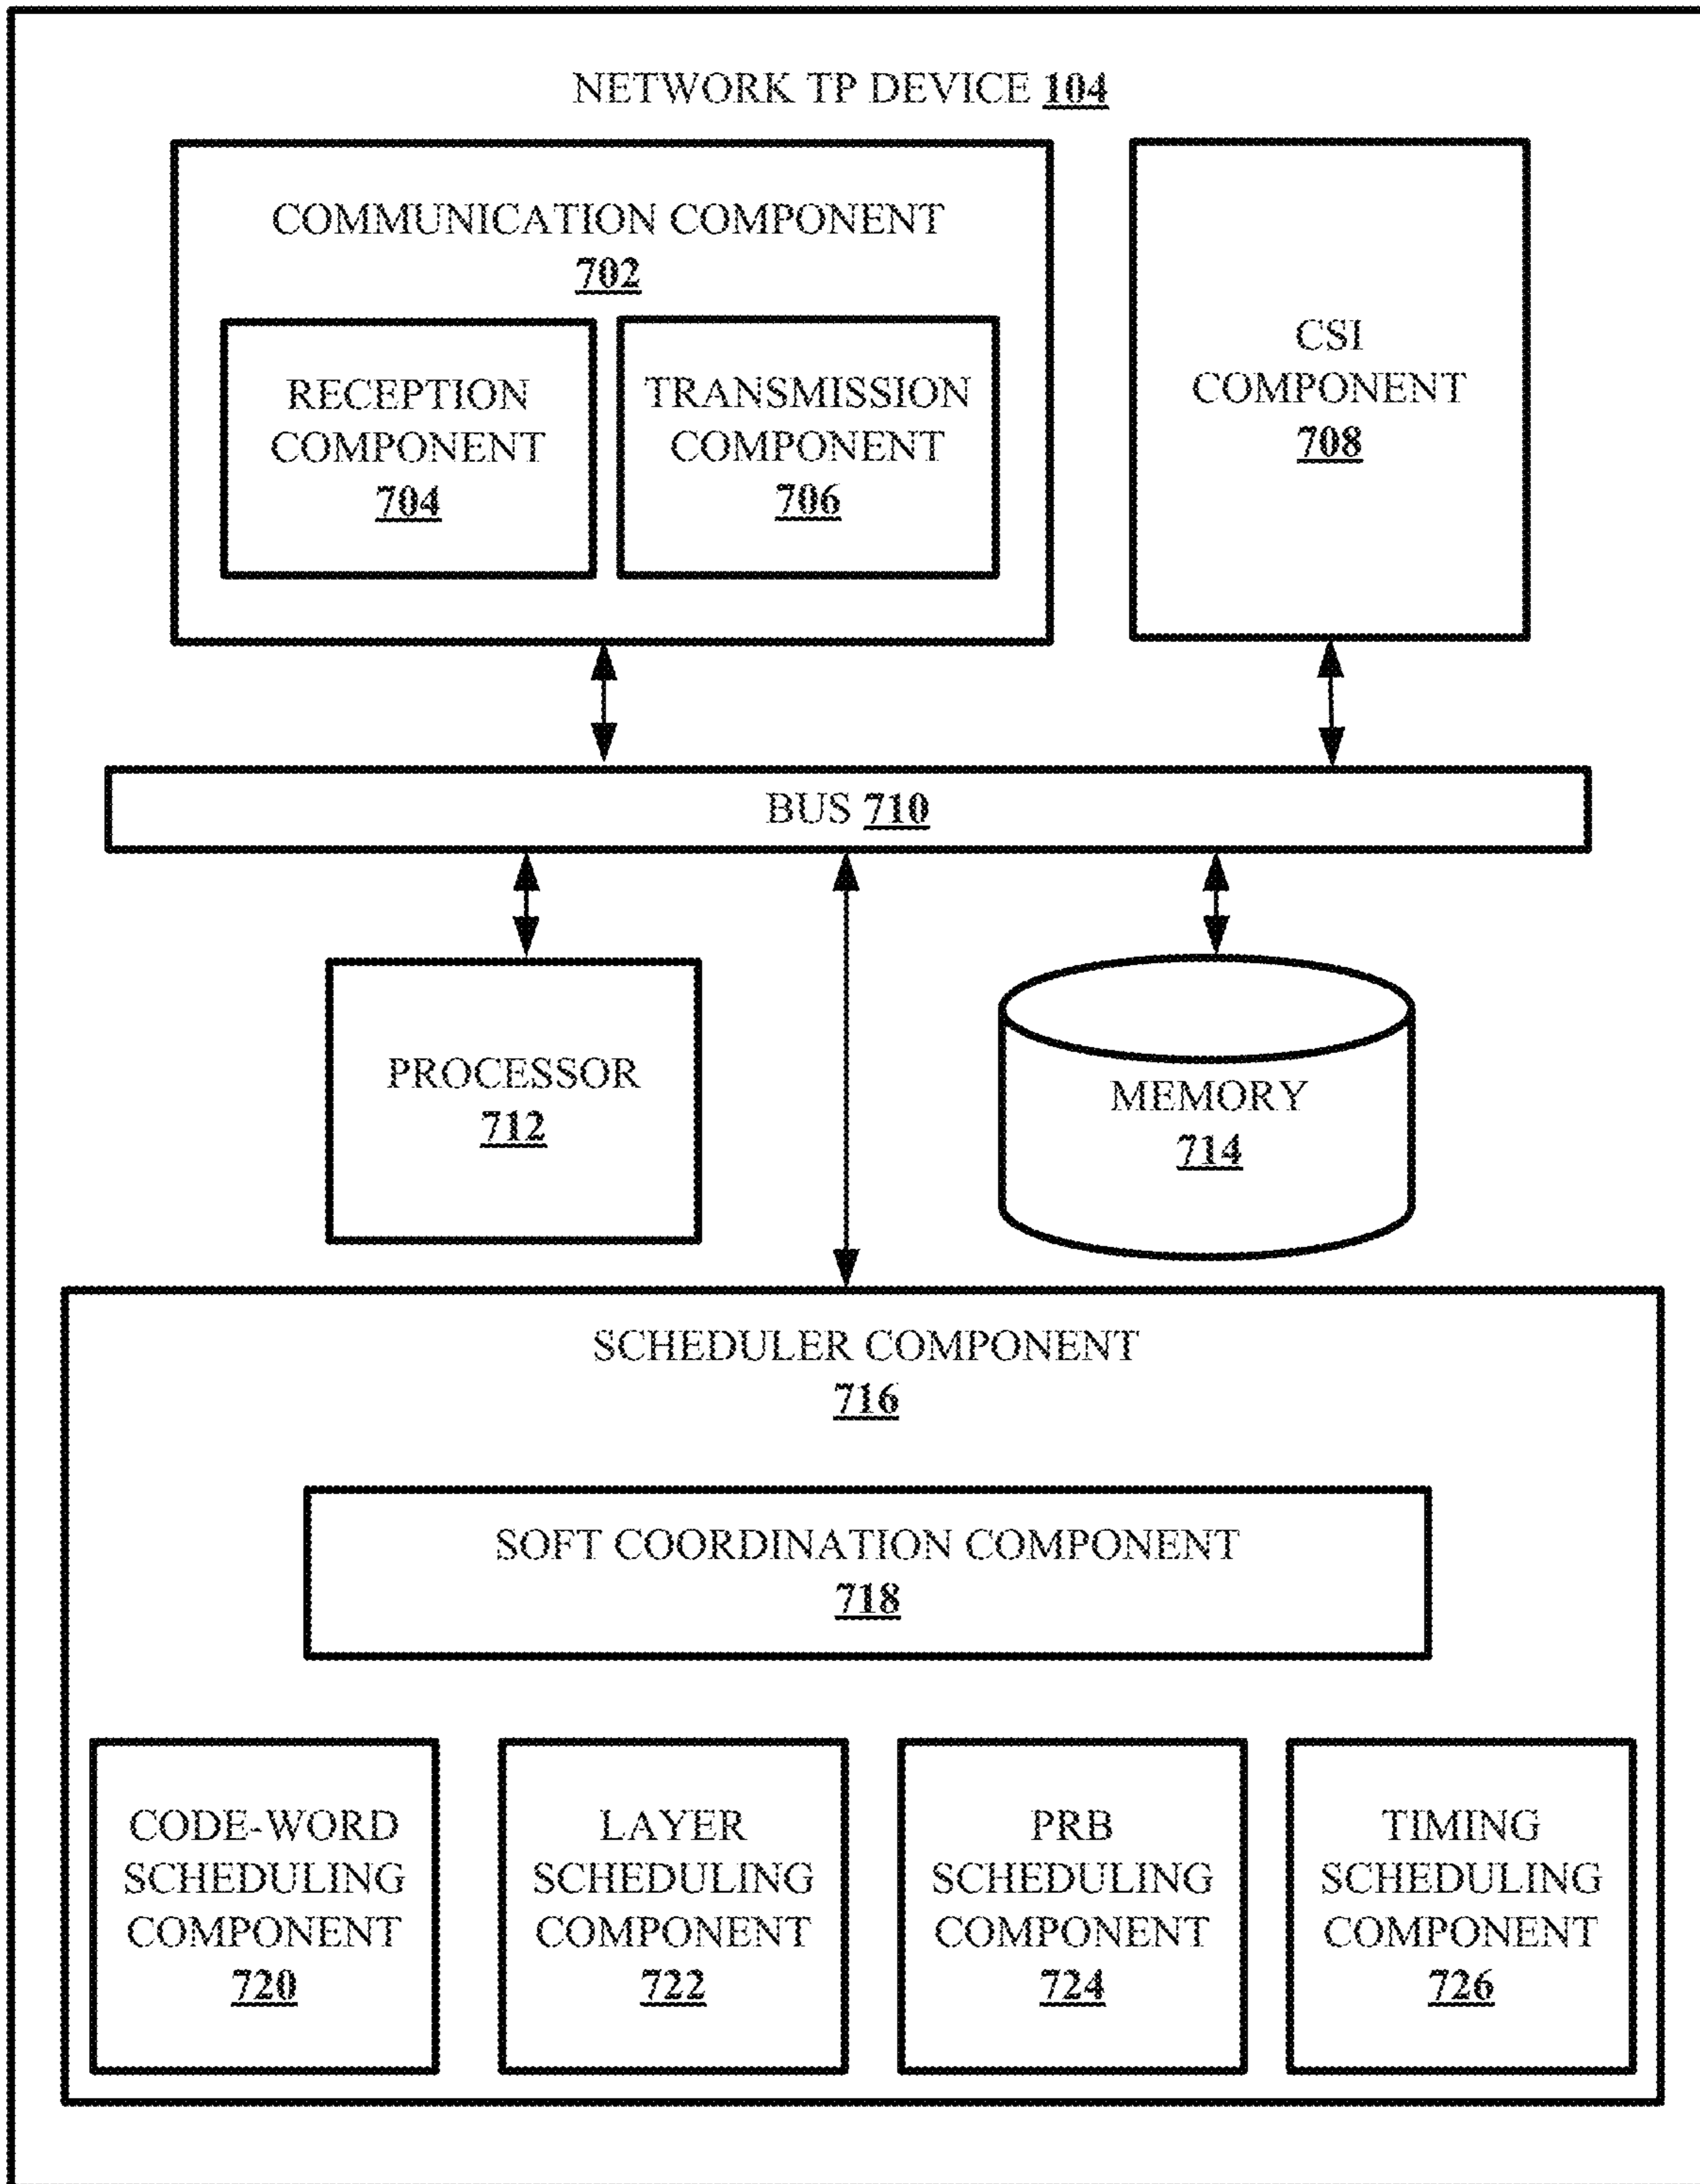 NETWORK TP DEVICE 104
COMMUNICATION COMPONENT
702
RECEPTION
COMPONENT
704
TRANSMISSION
COMPONENT
706
CSI
COMPONENT
708
BUS 710
PROCESSOR
712
MEMORY
714
SCHEDULER COMPONENT
716
SOFT COORDINATION COMPONENT
718
CODE-WORD
SCHEDULING
COMPONENT
720
LAYER
SCHEDULING
COMPONENT
722
PRB
SCHEDULING
COMPONENT
724
TIMING
SCHEDULING
COMPONENT
726